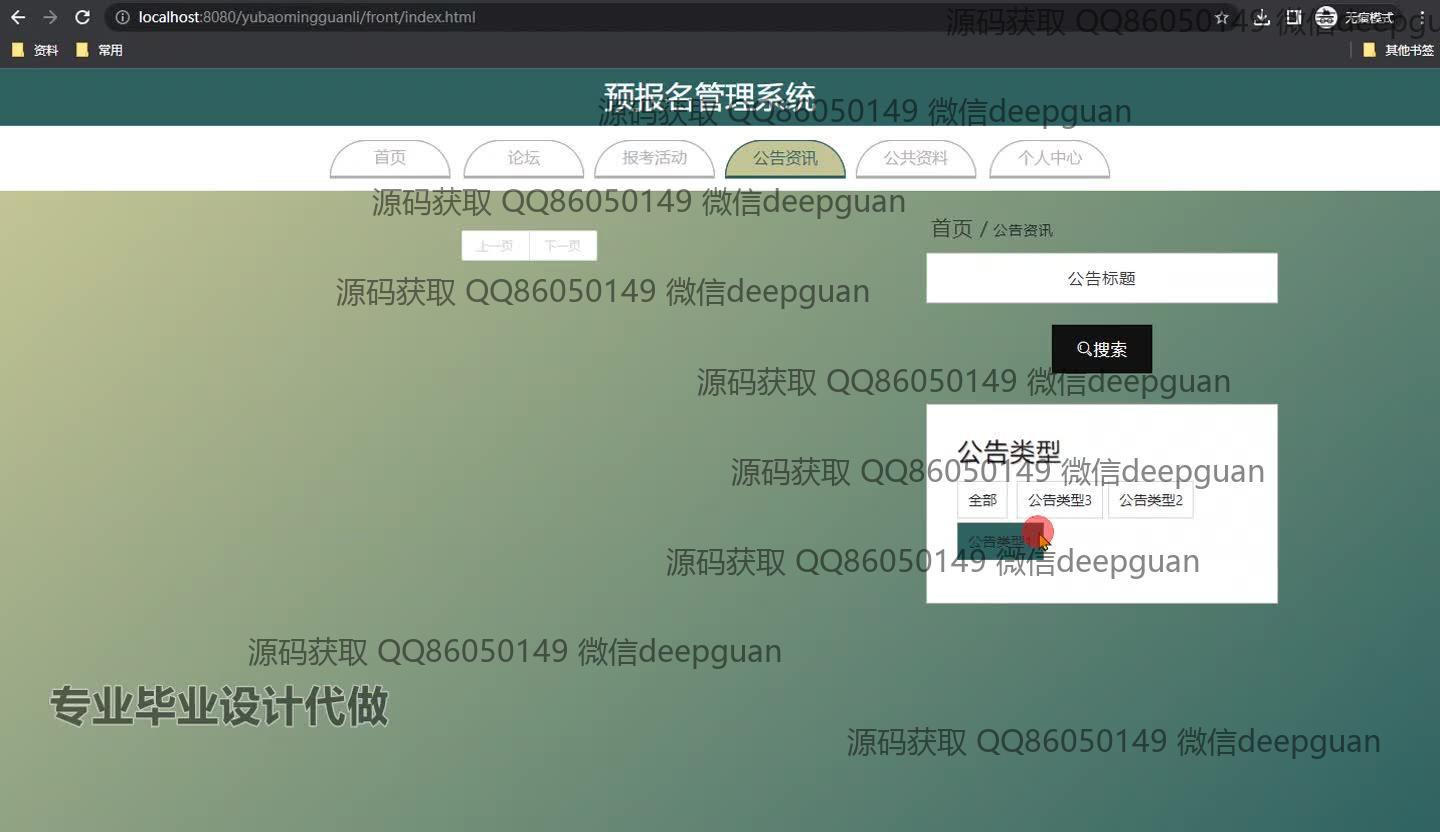 localhost:8080/yubaomingguanli/front/index.html
无痕模式
资料 常用 其他书签
源码获取 QQ86050149 微信deepgu
预报名管理系统
源码获取 QQ86050149 微信deepguan
首页 论坛 报考活动 公告资讯 公共资料 个人中心
源码获取 QQ86050149 微信deepguan
首页 / 公告资讯
上一页 下一页
公告标题
源码获取 QQ86050149 微信deepguan
搜索
源码获取 QQ86050149 微信deepguan
公告类型
源码获取 QQ86050149 微信deepguan
全部 公告类型3 公告类型2
公告类型1
源码获取 QQ86050149 微信deepguan
源码获取 QQ86050149 微信deepguan
专业毕业设计代做
源码获取 QQ86050149 微信deepguan